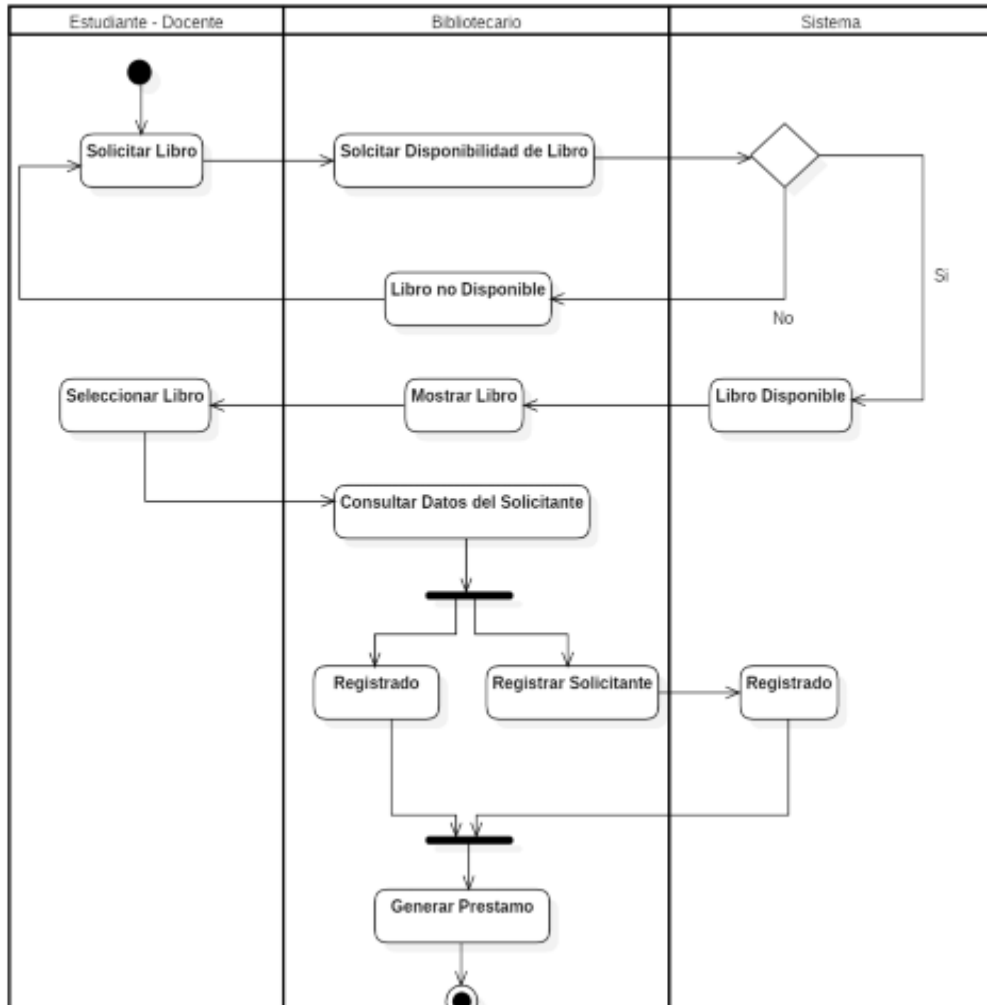 Estudiante - Docente
Bibliotecario
Sistema
Solicitar Libro
Solcitar Disponibilidad de Libro
Libro no Disponible
No
Si
Seleccionar Libro
Mostrar Libro
Libro Disponible
Consultar Datos del Solicitante
Registrado
Registrar Solicitante
Registrado
Generar Prestamo